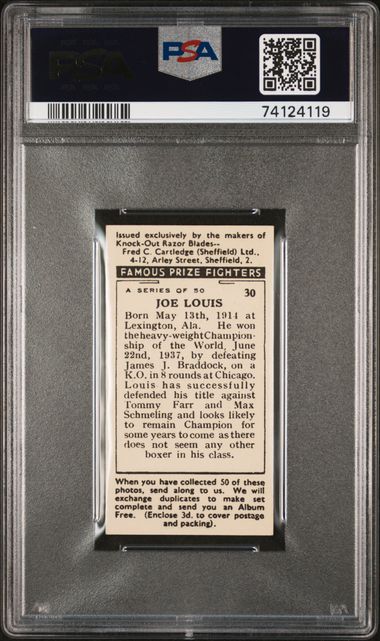 PSA
PSA
74124119
Issued exclusively by the makers of
Knock-Out Razor Blades--
Fred C. Cartledge (Sheffield) Ltd.,
4-12, Arley Street, Sheffield, 2.
FAMOUS PRIZE FIGHTERS
A SERIES OF 50 30
JOE LOUIS
Born May 13th, 1914 at
Lexington, Ala. He won
the heavy-weight Champion-
ship of the World, June
22nd, 1937, by defeating
James J. Braddock, on a
K.O. in 8 rounds at Chicago.
Louis has successfully
defended his title against
Tommy Farr and Max
Schmeling and looks likely
to remain Champion for
some years to come as there
does not seem any other
boxer in his class.
When you have collected 50 of these
photos, send along to us. We will
exchange duplicates to make set
complete and send you an Album
Free. (Enclose 3d. to cover postage
and packing).